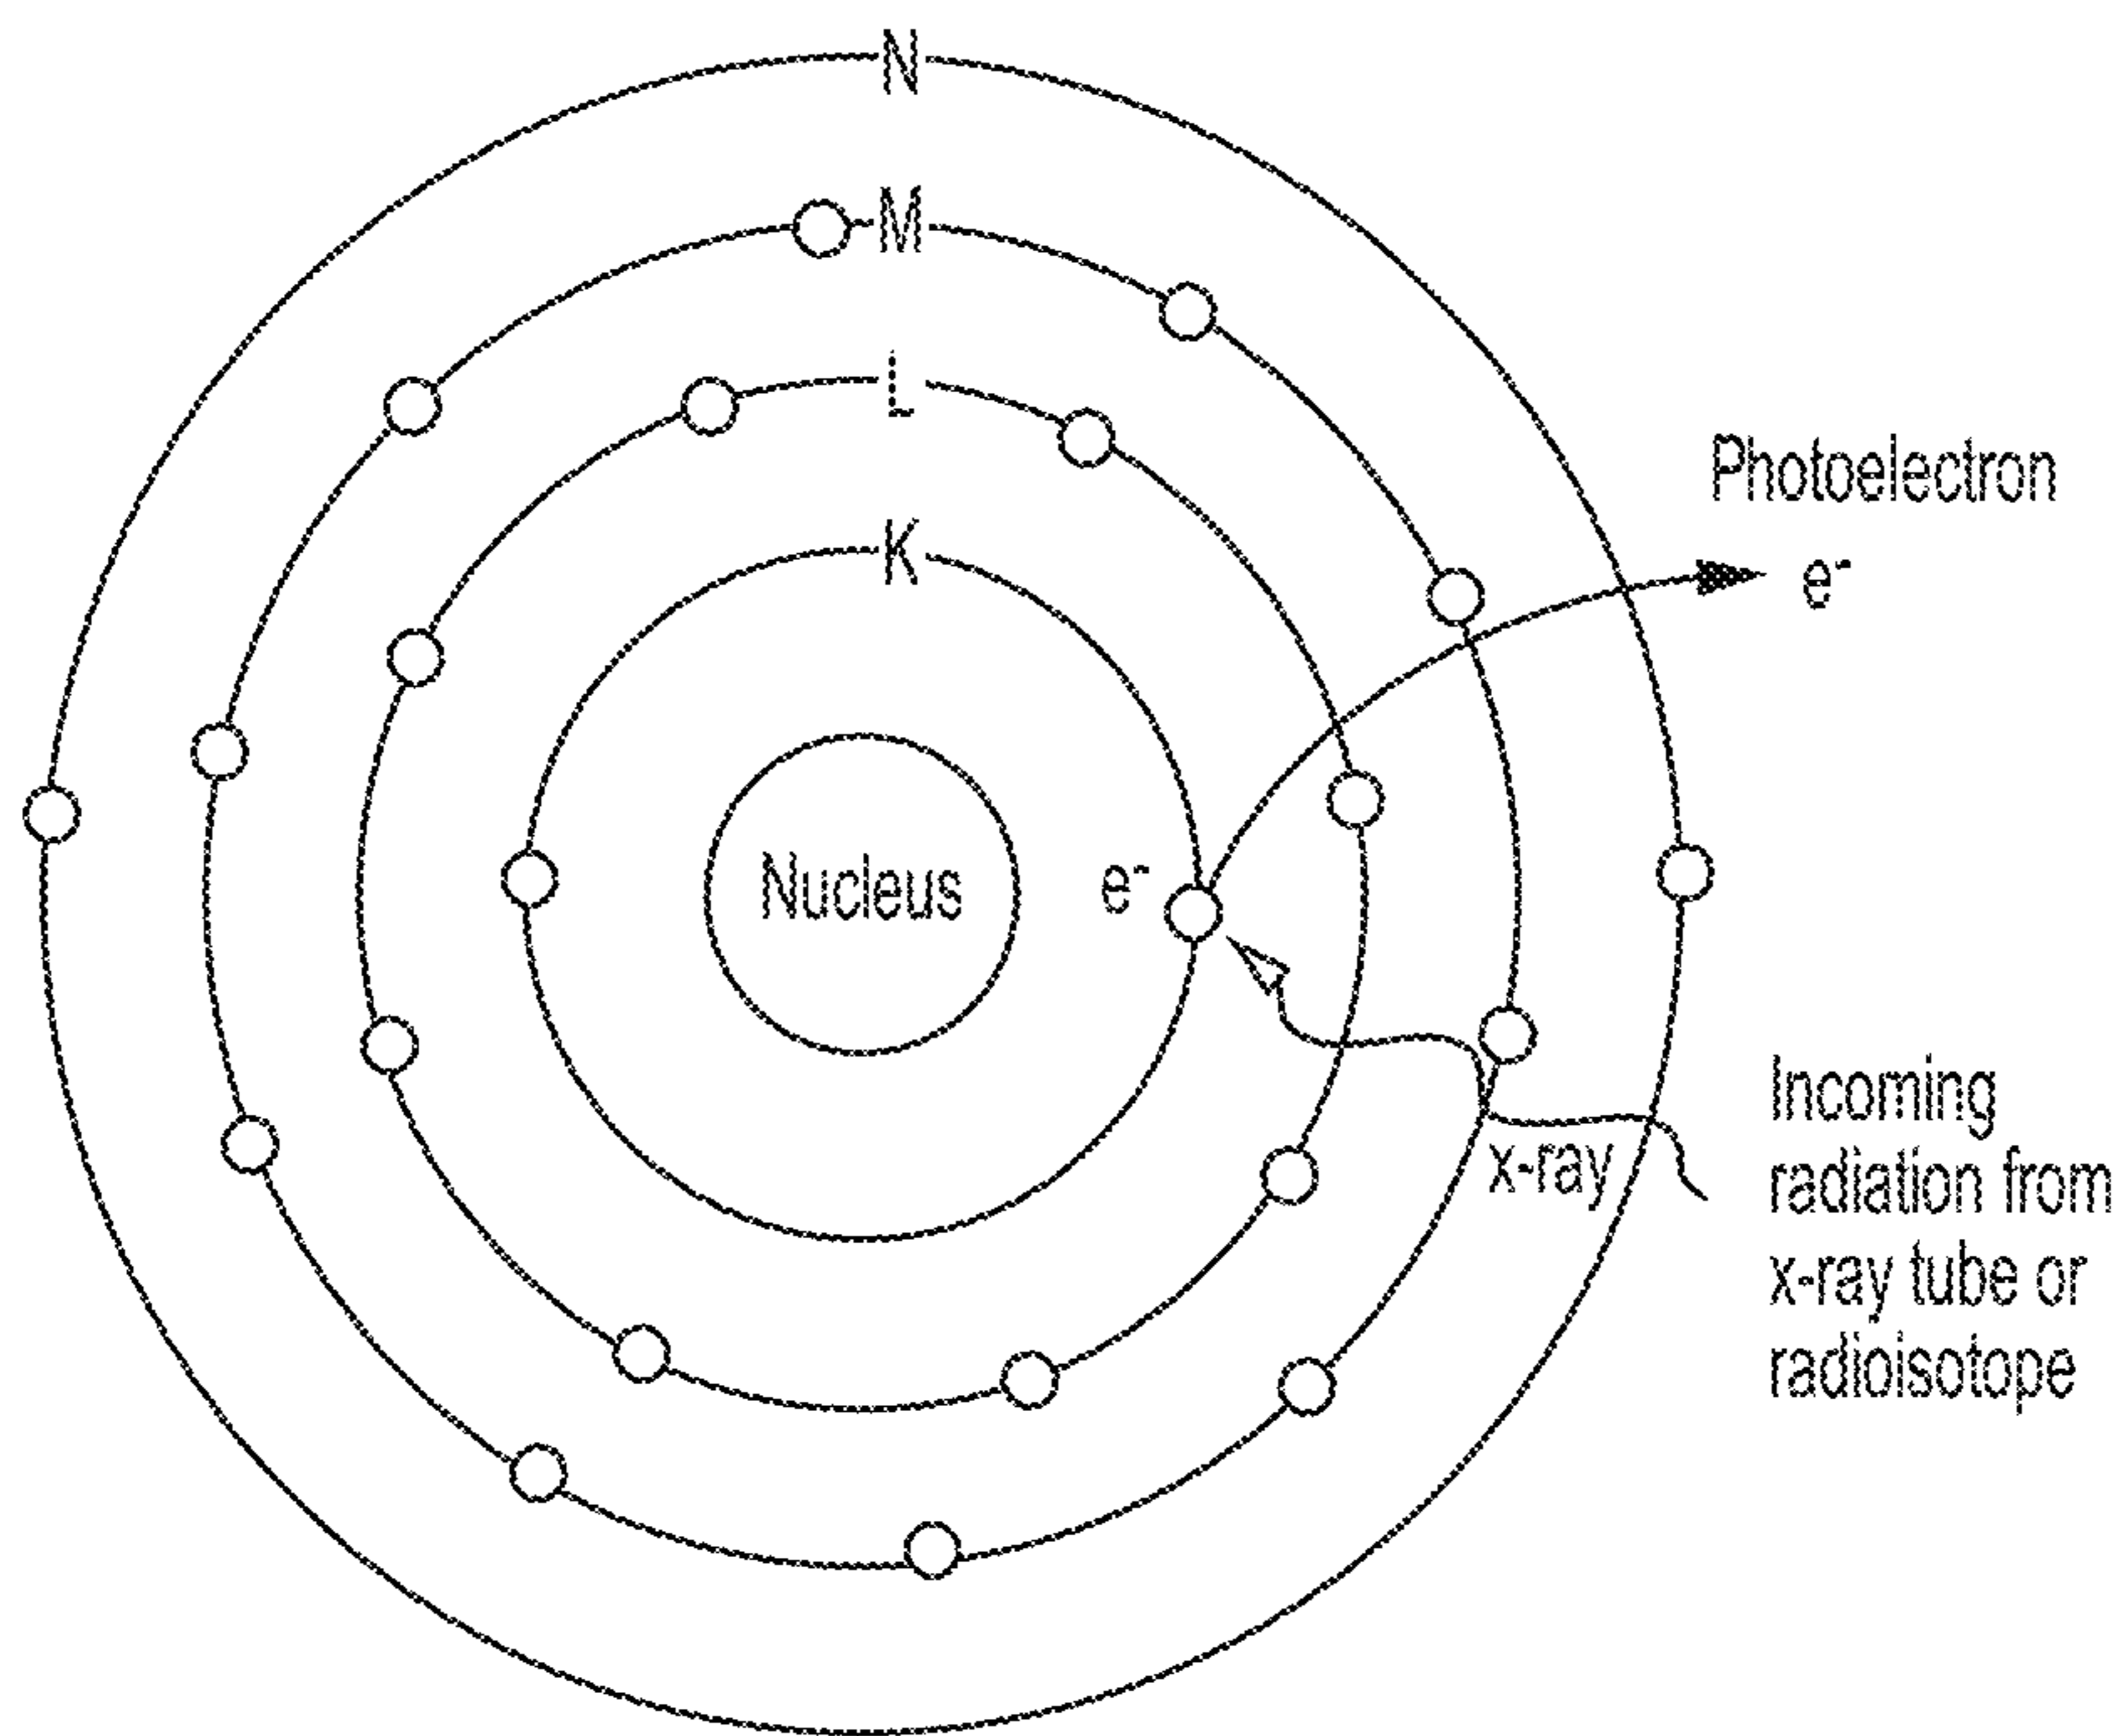 N
M
L
K
Photoelectron
e⁻
Nucleus
e⁻
x-ray
Incoming
radiation from
x-ray tube or
radioisotope